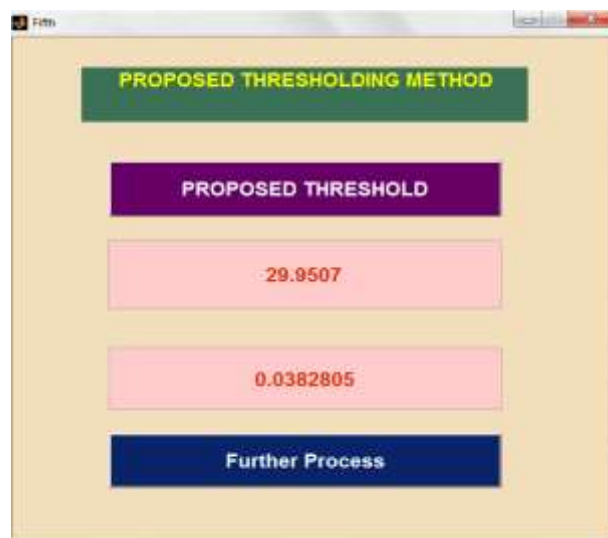 Fifth
PROPOSED THRESHOLDING METHOD
PROPOSED THRESHOLD
29.9507
0.0382805
Further Process